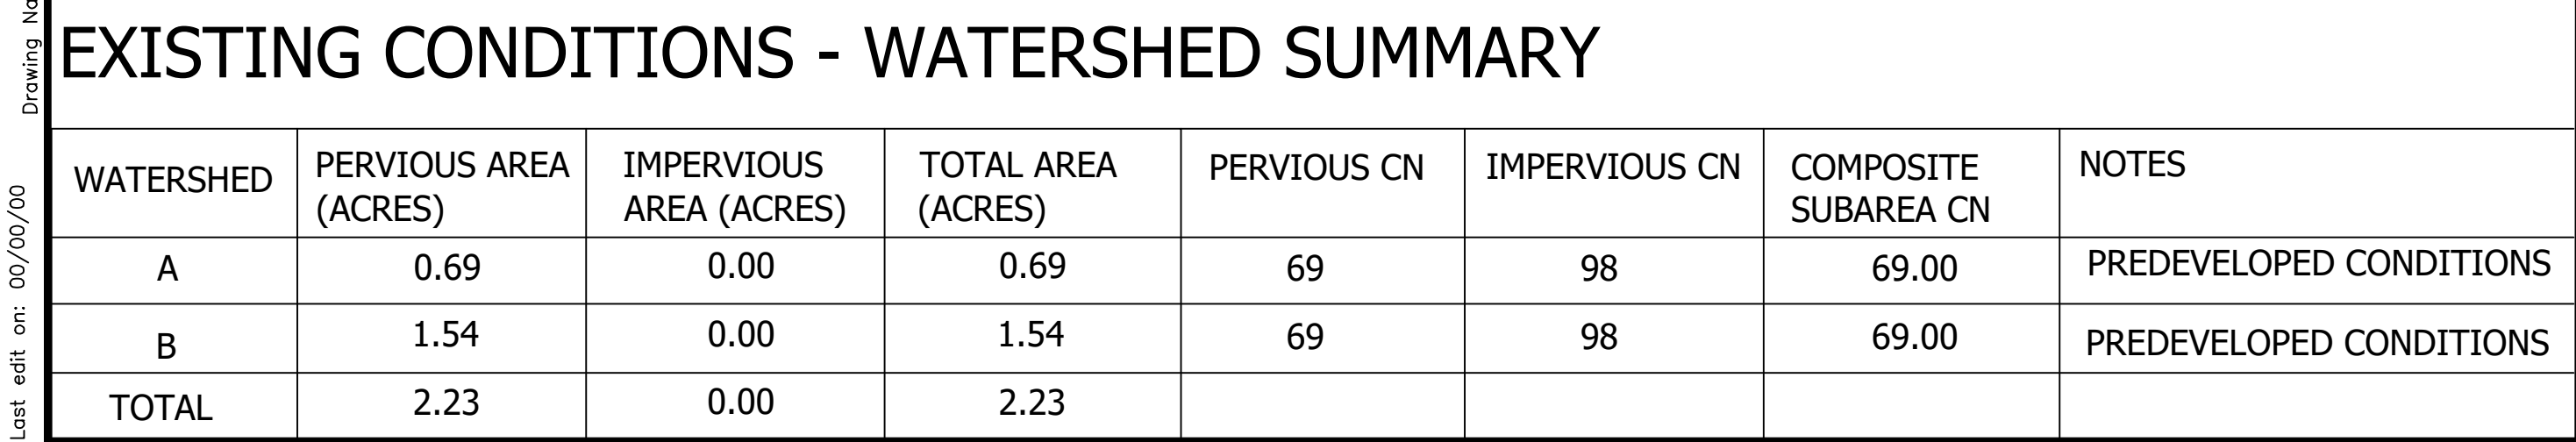 EXISTING CONDITIONS - WATERSHED SUMMARY
WATERSHED PERVIOUS AREA (ACRES) IMPERVIOUS AREA (ACRES) TOTAL AREA (ACRES) PERVIOUS CN IMPERVIOUS CN COMPOSITE SUBAREA CN NOTES
A 0.69 0.00 0.69 69 98 69.00 PREDEVELOPED CONDITIONS
B 1.54 0.00 1.54 69 98 69.00 PREDEVELOPED CONDITIONS
TOTAL 2.23 0.00 2.23
Last edit on: 00/00/00
Drawing